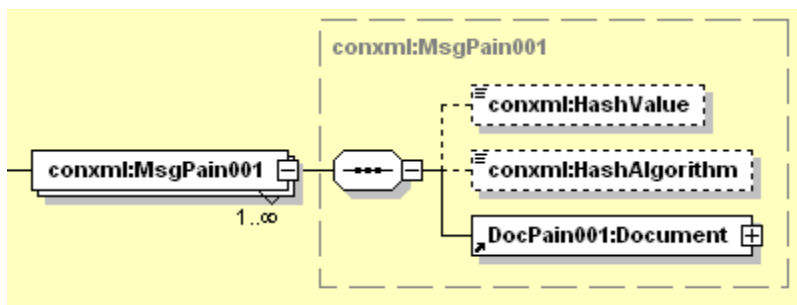 conxml:MsgPain001
conxml:HashValue
conxml:MsgPain001
conxml:HashAlgorithm
1..∞
DocPain001:Document